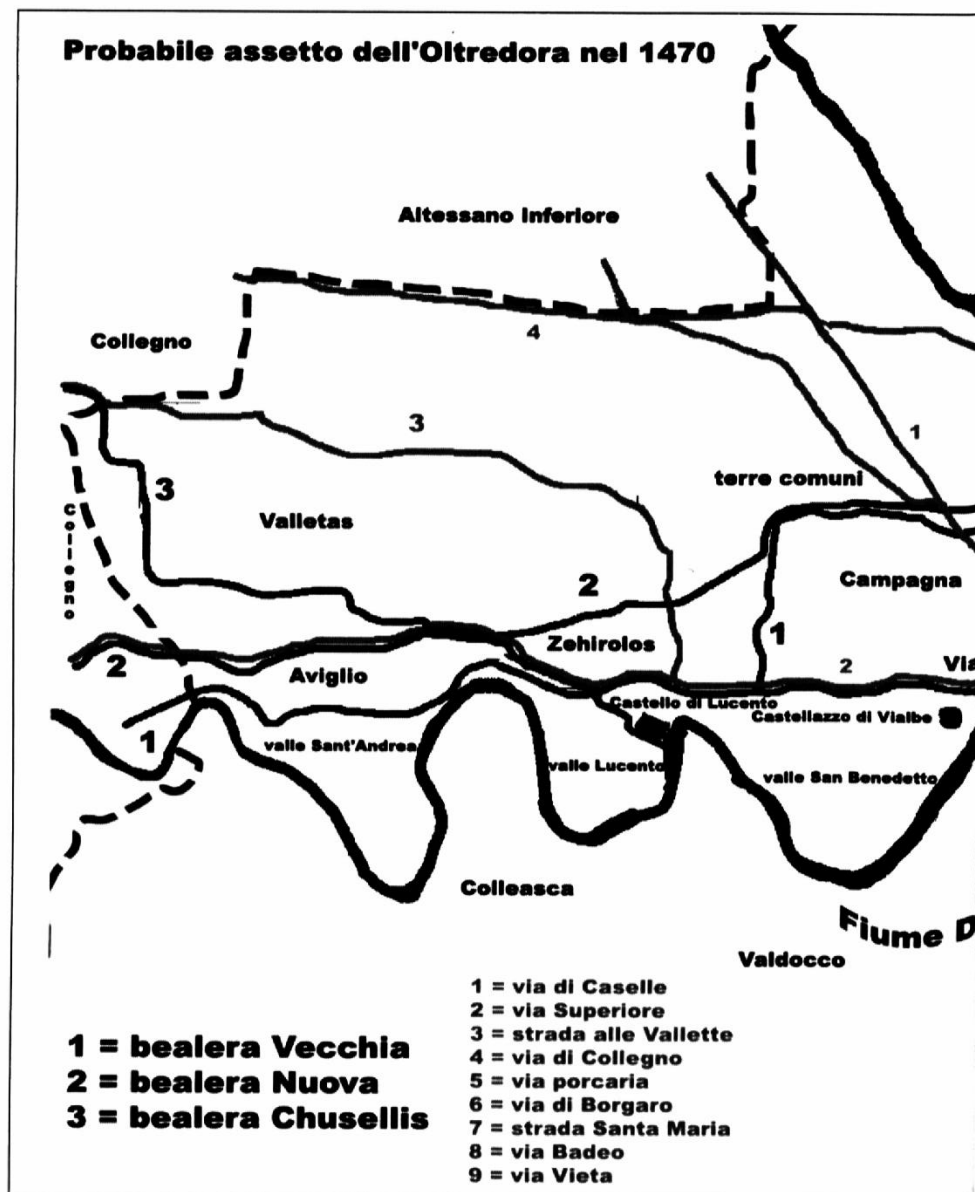 Probabile assetto dell'Oltredora nel 1470
Altessano Inferiore
4
Collegno
3
1
terre comuni
3
Valletas
Collegno
2
Campagna
Zehirolos
1
2
Aviglio
2
Via
Castello di Lucento
Castellazzo di Vialbe
1
valle Sant'Andrea
valle Lucento
valle San Benedetto
Colleasca
Fiume D
Valdocco
1 = bealera Vecchia
2 = bealera Nuova
3 = bealera Chusellis
1 = via di Caselle
2 = via Superiore
3 = strada alle Vallette
4 = via di Collegno
5 = via porcaria
6 = via di Borgaro
7 = strada Santa Maria
8 = via Badeo
9 = via Vieta